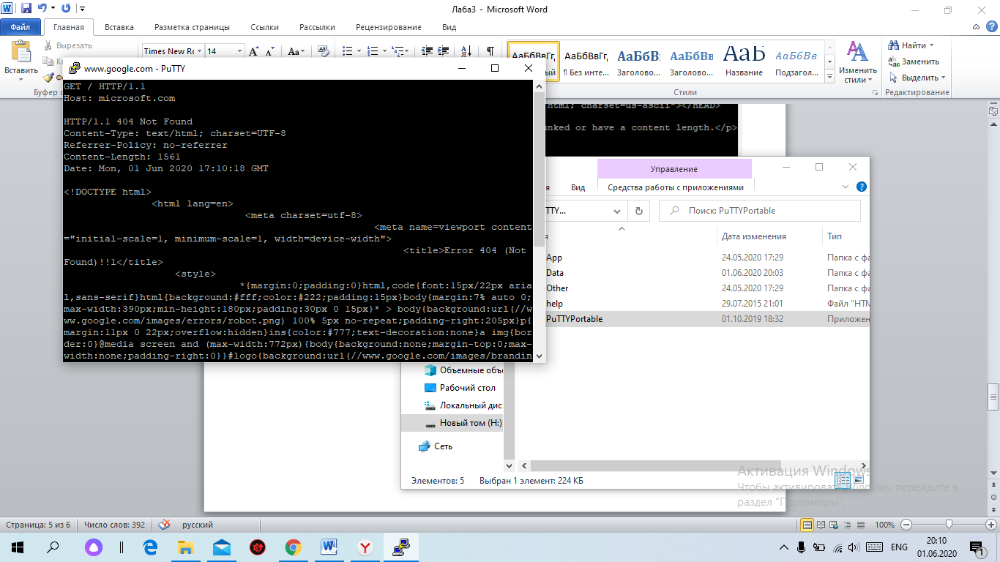 Лаба3 - Microsoft Word
Файл Главная Вставка Разметка страницы Ссылки Рассылки Рецензирование Вид
Вставить
Вырезать
Буфер
Times New Rc 14
АаБбВвГг, АаБбВвГг, АаБбВ АаБбВв АаБ АаБбВв.
¶ Без инте... Заголово... Заголово... Название Подзагол...
Стили
Изменить стили
Найти
Заменить
Выделить
Редактирование
www.google.com - PuTTY
GET / HTTP/1.1
Host: microsoft.com
HTTP/1.1 404 Not Found
Content-Type: text/html; charset=UTF-8
Referrer-Policy: no-referrer
Content-Length: 1561
Date: Mon, 01 Jun 2020 17:10:18 GMT
<!DOCTYPE html>
<html lang=en>
<meta charset=utf-8>
<meta name=viewport content
="initial-scale=1, minimum-scale=1, width=device-width">
<title>Error 404 (Not
Found)!!1</title>
<style>
*{margin:0;padding:0}html,code{font:15px/22px aria
l,sans-serif}html{background:#fff;color:#222;padding:15px}body{margin:7% auto 0;
max-width:390px;min-height:180px;padding:30px 0 15px}* > body{background:url(//w
ww.google.com/images/errors/robot.png) 100% 5px no-repeat;padding-right:205px}p{
margin:11px 0 22px;overflow:hidden}ins{color:#777;text-decoration:none}a img{bor
der:0}@media screen and (max-width:772px){body{background:none;margin-top:0;max-
width:none;padding-right:0}}#logo{background:url(//www.google.com/images/brandin
html; charset=us-ascii"></HEAD>
unked or have a content length.</p>
Управление
Вид Средства работы с приложениями
TTY... Поиск: PuTTYPortable
Дата изменения Тип
App 24.05.2020 17:29 Папка с фа
Data 01.06.2020 20:03 Папка с фа
Other 24.05.2020 17:29 Папка с фа
help 29.07.2015 21:01 Файл "HTM
PuTTYPortable 01.10.2019 18:32 Приложен
Объемные объ
Рабочий стол
Локальный дис
Новый том (H:)
Сеть
Элементов: 5 Выбран 1 элемент: 224 КБ
Активация Windows
Чтобы активировать Windows, перейдите в
раздел "Параметры".
Страница: 5 из 6 Число слов: 392 русский 100%
ENG 20:10
01.06.2020 1